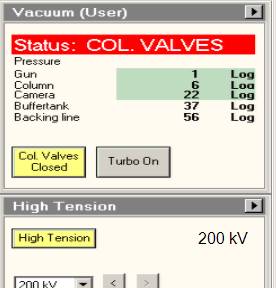 Vacuum (User)
Status: COL. VALVES
Pressure
Gun 1 Log
Column 6 Log
Camera 22 Log
Buffertank 37 Log
Backing line 56 Log
Col. Valves
Closed
Turbo On
High Tension
High Tension 200 kV
200 kV < >